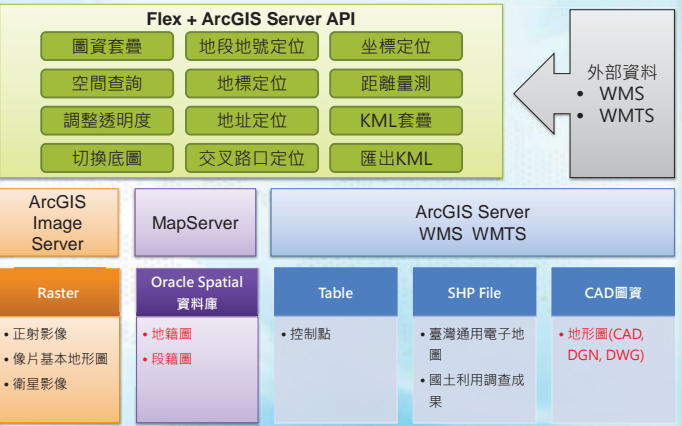 Flex + ArcGIS Server API
圖資套疊
地段地號定位
坐標定位
空間查詢
地標定位
距離量測
調整透明度
地址定位
KML套疊
切換底圖
交叉路口定位
匯出KML
外部資料
• WMS
• WMTS
ArcGIS
Image
Server
MapServer
ArcGIS Server
WMS WMTS
Raster
• 正射影像
• 像片基本地形圖
• 衛星影像
Oracle Spatial
資料庫
• 地籍圖
• 段籍圖
Table
• 控制點
SHP File
• 臺灣通用電子地
圖
• 國土利用調查成
果
CAD圖資
• 地形圖(CAD,
DGN, DWG)